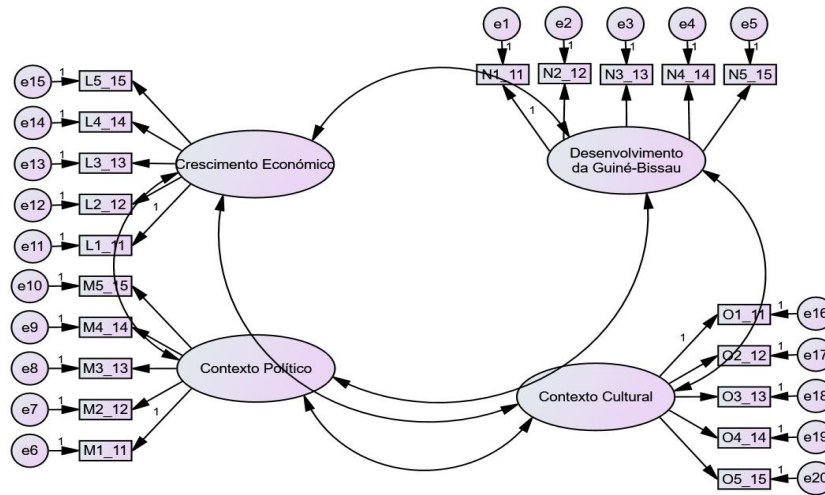 e1
e2
e3
e4
e5
1
1
1
1
1
N1_11
N2_12
N3_13
N4_14
N5_15
1
Desenvolvimento
da Guiné-Bissau
e15
1
L5_15
e14
1
L4_14
e13
1
L3_13
e12
1
L2_12
e11
1
L1_11
1
Crescimento Económico
e10
1
M5_15
e9
1
M4_14
e8
1
M3_13
e7
1
M2_12
e6
1
M1_11
1
Contexto Político
Contexto Cultural
1
O1_11
1
e16
O2_12
1
e17
O3_13
1
e18
O4_14
1
e19
O5_15
1
e20